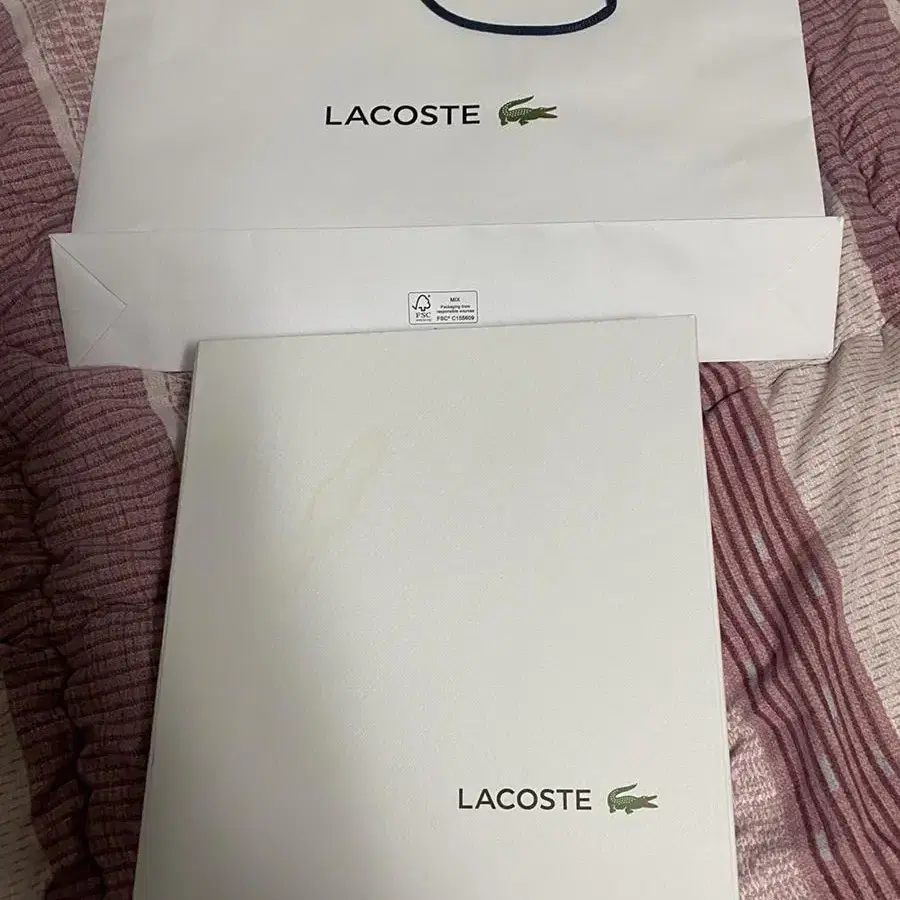 LACOSTE
FSC
MIX
Packaging from
responsible sources
FSC® C155609
LACOSTE